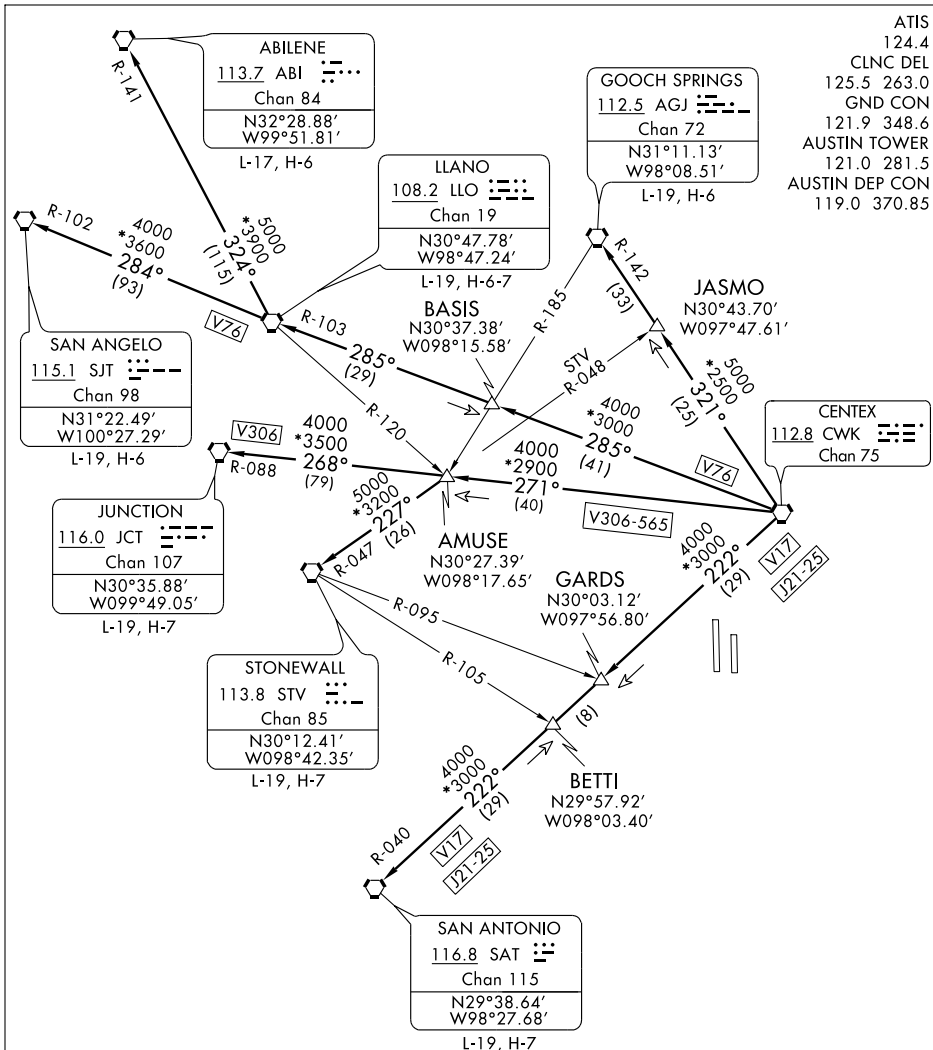 ATIS
124.4
CLNC DEL
125.5 263.0
GND CON
121.9 348.6
AUSTIN TOWER
121.0 281.5
AUSTIN DEP CON
119.0 370.85
ABILENE
113.7 ABI
Chan 84
N32°28.88'
W99°51.81'
L-17, H-6
GOOCH SPRINGS
112.5 AGJ
Chan 72
N31°11.13'
W98°08.51'
L-19, H-6
LLANO
108.2 LLO
Chan 19
N30°47.78'
W98°47.24'
L-19, H-6-7
R-141
5000
*3900
324°
(115)
R-102
4000
*3600
284°
(93)
V76
SAN ANGELO
115.1 SJT
Chan 98
N31°22.49'
W100°27.29'
L-19, H-6
BASIS
N30°37.38'
W098°15.58'
R-103
285°
(29)
R-185
R-142
(33)
JASMO
N30°43.70'
W097°47.61'
STV
R-048
5000
*2500
321°
(25)
CENTEX
112.8 CWK
Chan 75
4000
*3000
285°
(41)
V76
R-120
V306
4000
*3500
268°
(79)
R-088
4000
*2900
271°
(40)
V306-565
JUNCTION
116.0 JCT
Chan 107
N30°35.88'
W099°49.05'
L-19, H-7
5000
*3200
227°
(26)
R-047
AMUSE
N30°27.39'
W098°17.65'
GARDS
N30°03.12'
W097°56.80'
4000
*3000
222°
(29)
V17
J21-25
R-095
R-105
STONEWALL
113.8 STV
Chan 85
N30°12.41'
W098°42.35'
L-19, H-7
(8)
BETTI
N29°57.92'
W098°03.40'
4000
*3000
222°
(29)
V17
J21-25
R-040
SAN ANTONIO
116.8 SAT
Chan 115
N29°38.64'
W98°27.68'
L-19, H-7